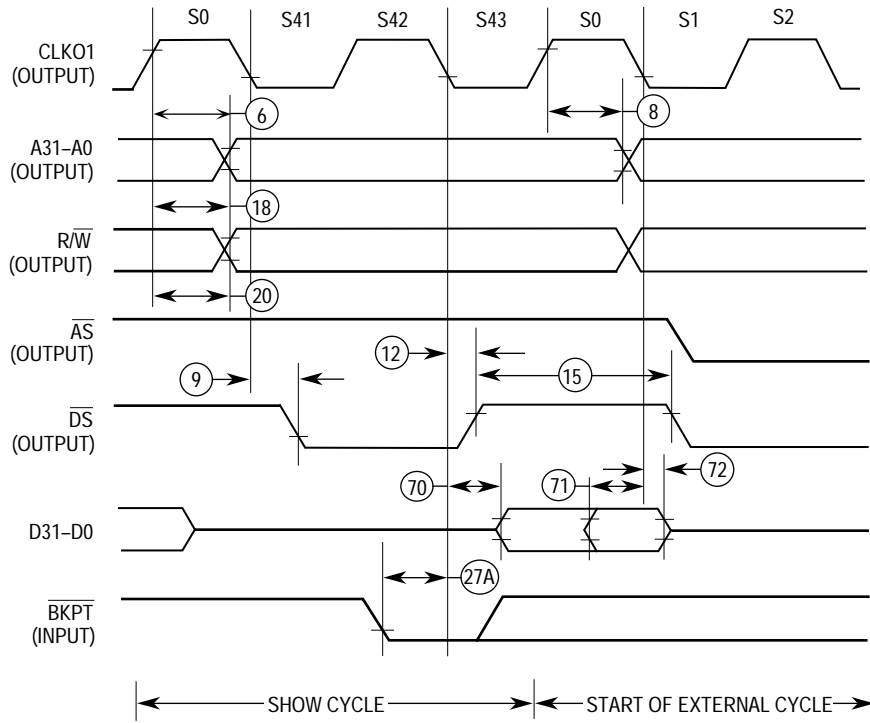 S0 S41 S42 S43 S0 S1 S2
CLKO1
(OUTPUT)
6
8
A31–A0
(OUTPUT)
18
R/W
(OUTPUT)
20
AS
(OUTPUT)
12
15
9
DS
(OUTPUT)
72
70
71
D31–D0
27A
BKPT
(INPUT)
SHOW CYCLE
START OF EXTERNAL CYCLE